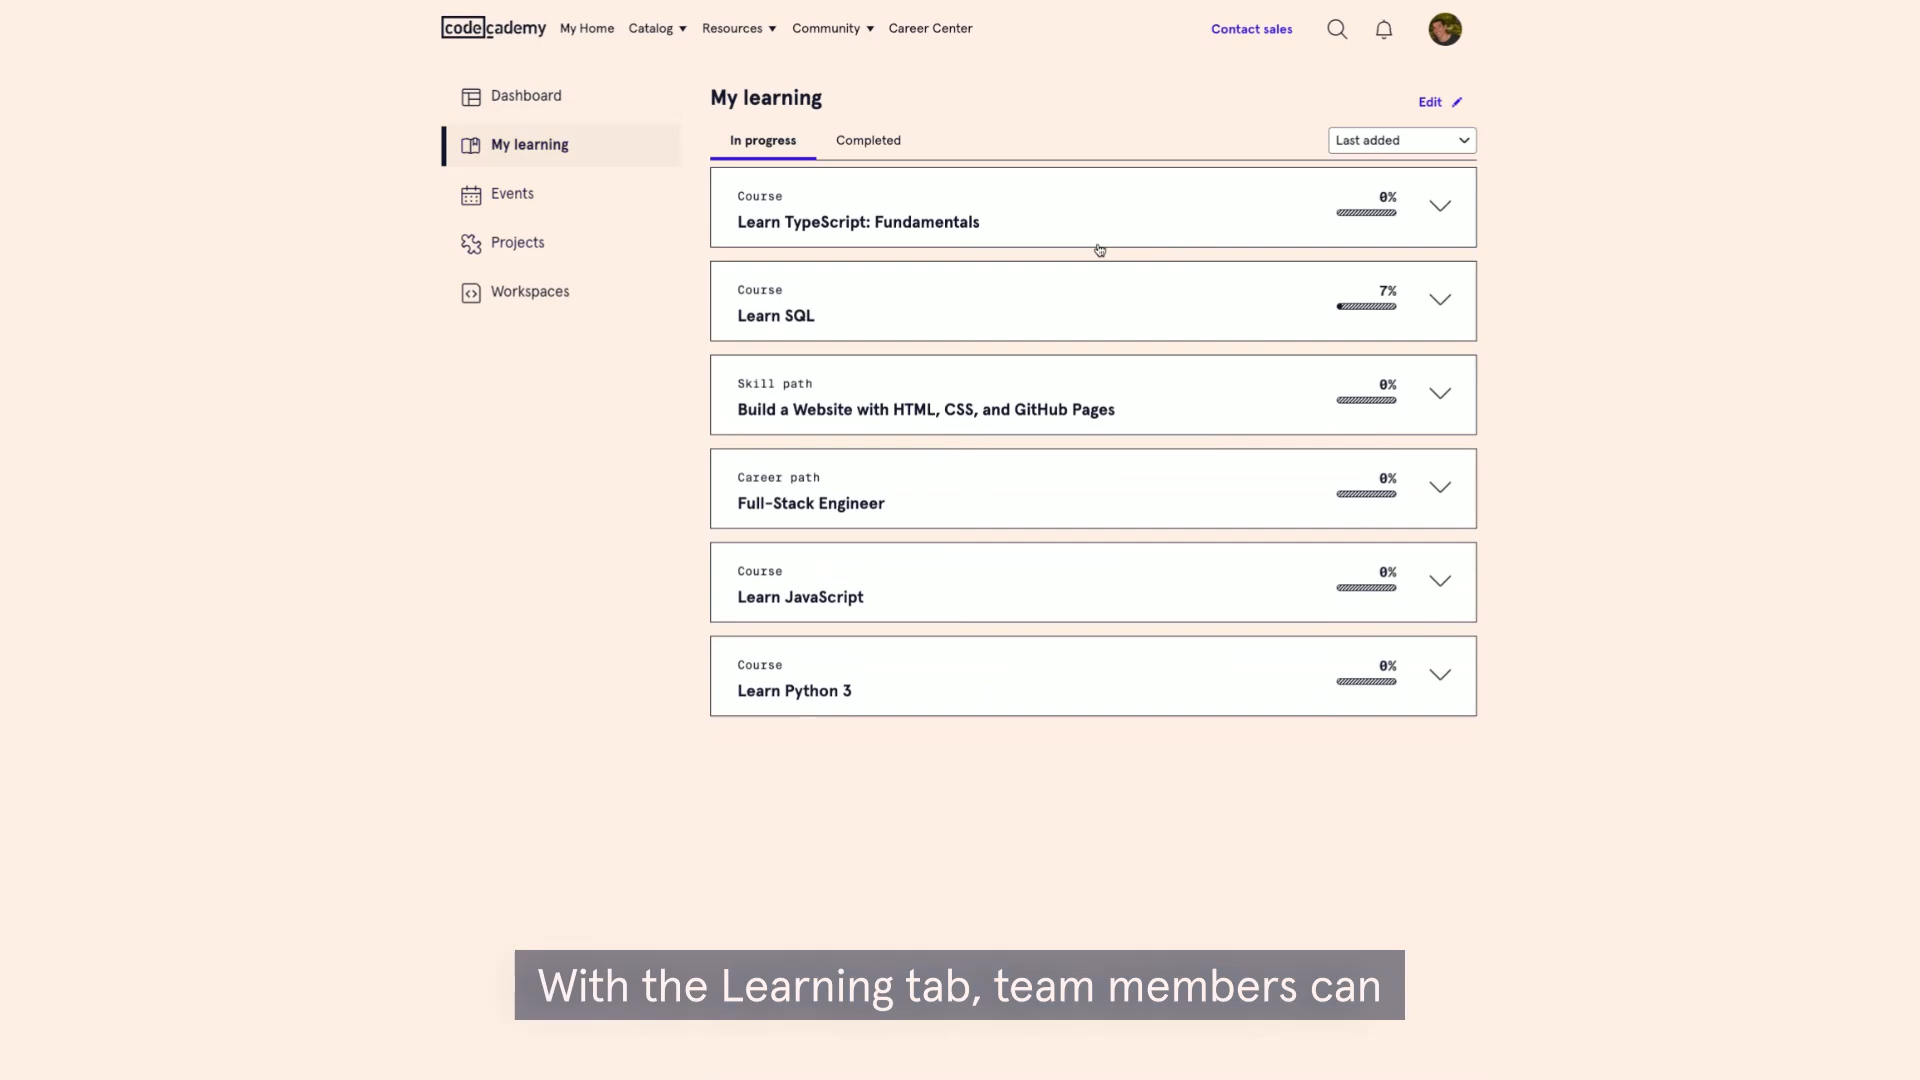 codecademy My Home Catalog Resources Community Career Center Contact sales
Dashboard
My learning
Events
Projects
Workspaces
My learning
Edit
In progress Completed Last added
Course
Learn TypeScript: Fundamentals
0%
Course
Learn SQL
7%
Skill path
Build a Website with HTML, CSS, and GitHub Pages
0%
Career path
Full-Stack Engineer
0%
Course
Learn JavaScript
0%
Course
Learn Python 3
0%
With the Learning tab, team members can